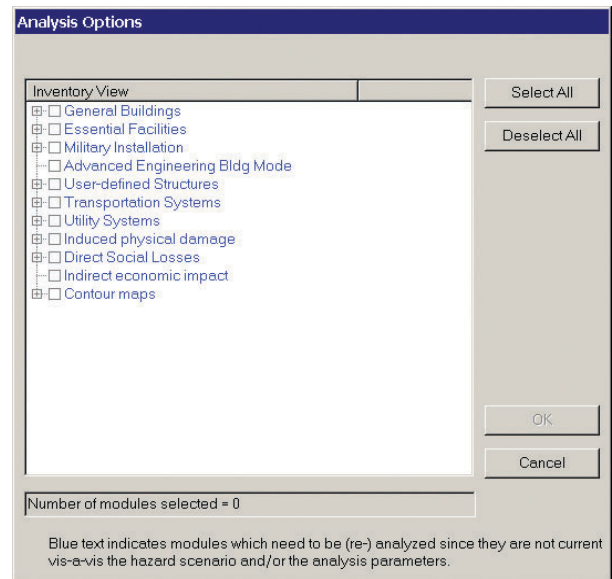 Analysis Options
Inventory View
Select All
General Buildings
Essential Facilities
Deselect All
Military Installation
Advanced Engineering Bldg Mode
User-defined Structures
Transportation Systems
Utility Systems
Induced physical damage
Direct Social Losses
Indirect economic impact
Contour maps
OK
Cancel
Number of modules selected = 0
Blue text indicates modules which need to be (re-) analyzed since they are not current
vis-a-vis the hazard scenario and/or the analysis parameters.